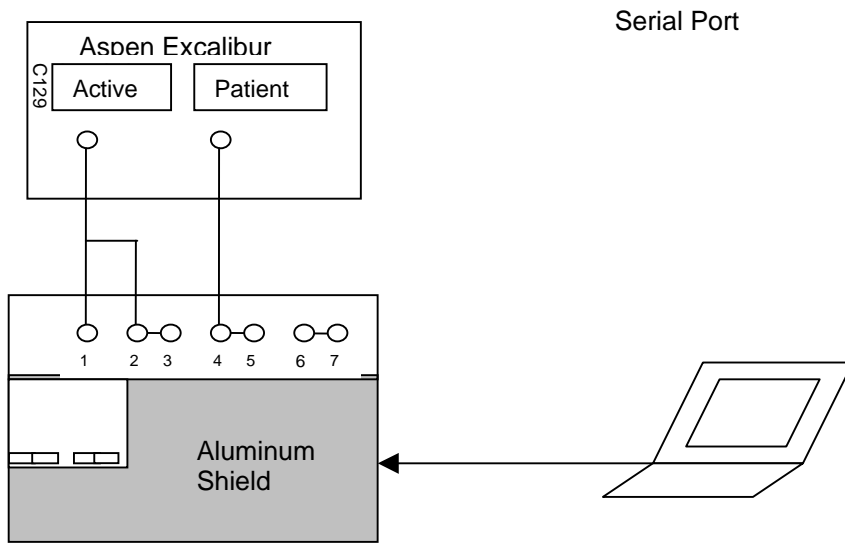 Serial Port
Aspen Excalibur
C129
Active
Patient
1 2 3 4 5 6 7
Aluminum
Shield